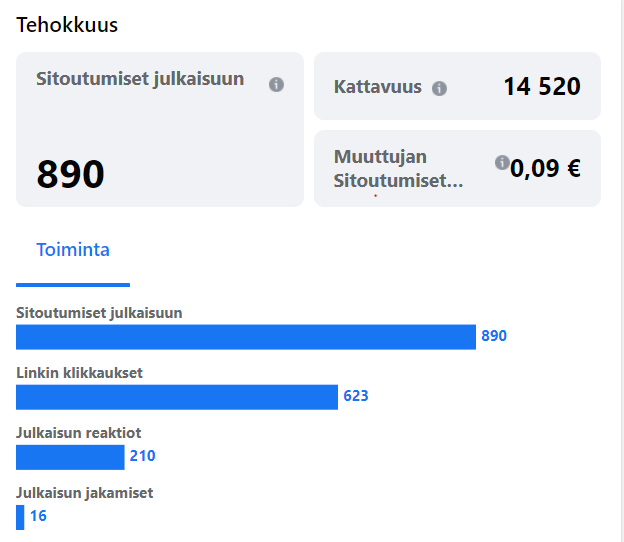 Tehokkuus
Sitoutumiset julkaisuun
890
Kattavuus
14 520
Muuttujan
Sitoutumiset...
0,09 €
Toiminta
Sitoutumiset julkaisuun
890
Linkin klikkaukset
623
Julkaisun reaktiot
210
Julkaisun jakamiset
16